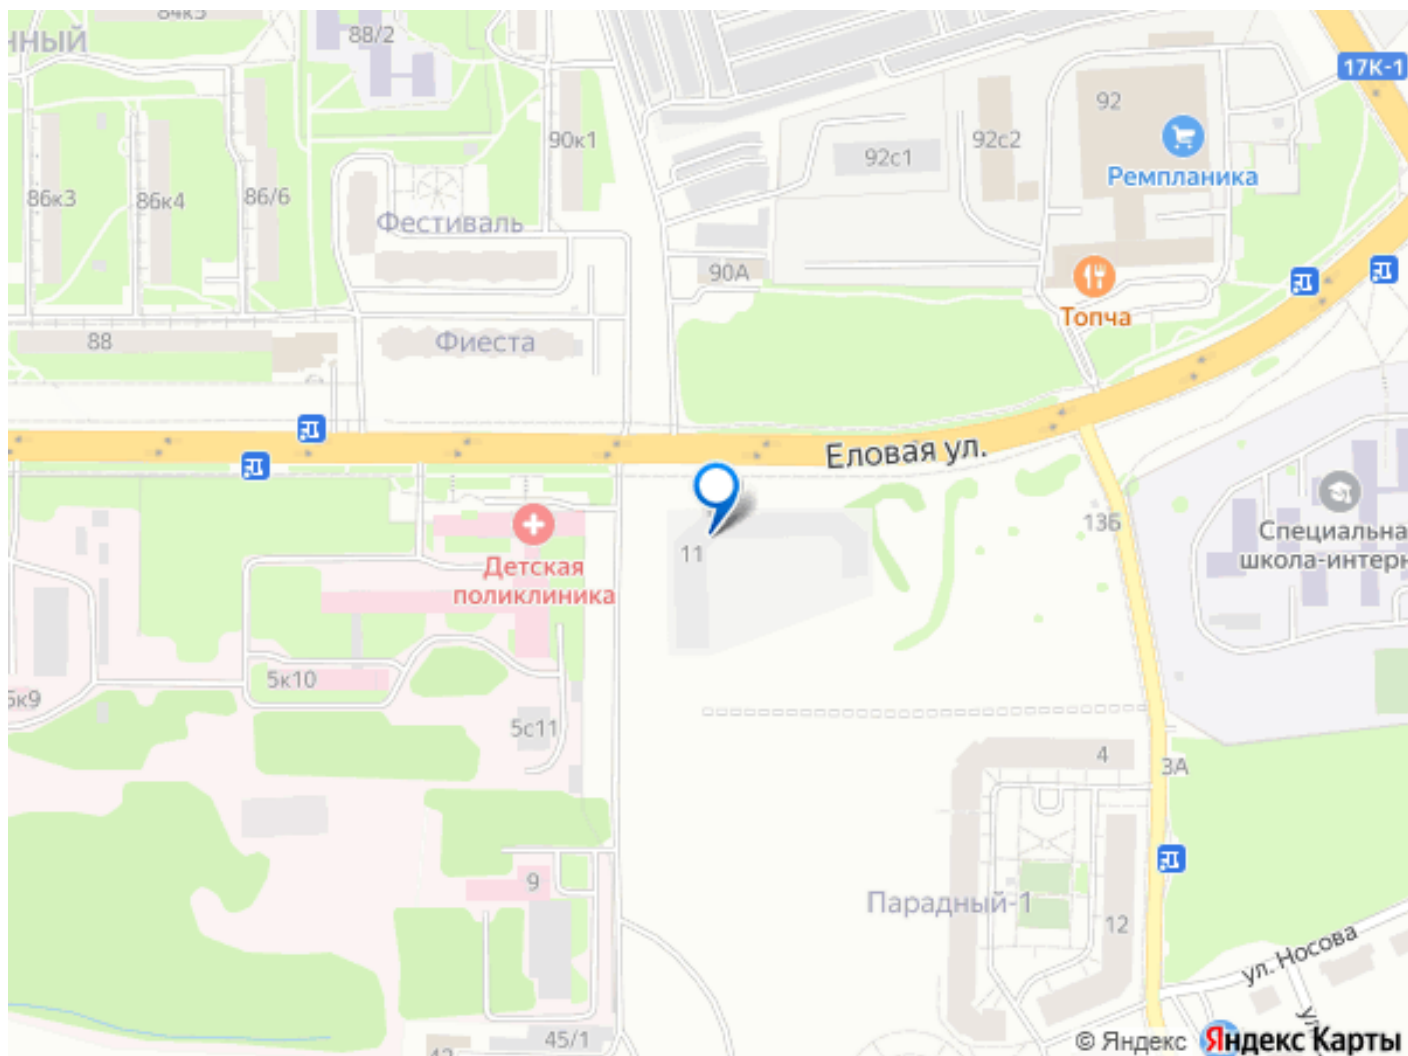 84к5
нный
88/2
17К-1
92
90к1
92с2
92с1
Ремпланика
86к3
86к4
86/6
Фестиваль
90А
Топча
88
Фиеста
Еловая ул.
11
13Б
Специальна
школа-интерн
Детская
поликлиника
5к10
5к9
5с11
4
3А
9
Парадный-1
12
ул. Носова
45/1
© Яндекс Яндекс Карты